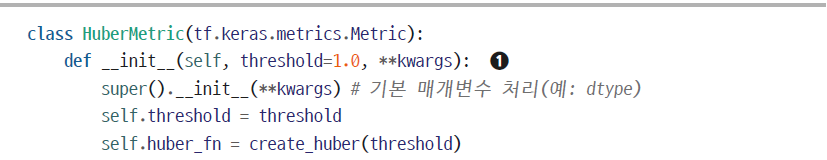 class HuberMetric(tf.keras.metrics.Metric):
    def __init__(self, threshold=1.0, **kwargs): ❶
        super().__init__(**kwargs) # 기본 매개변수 처리(예: dtype)
        self.threshold = threshold
        self.huber_fn = create_huber(threshold)